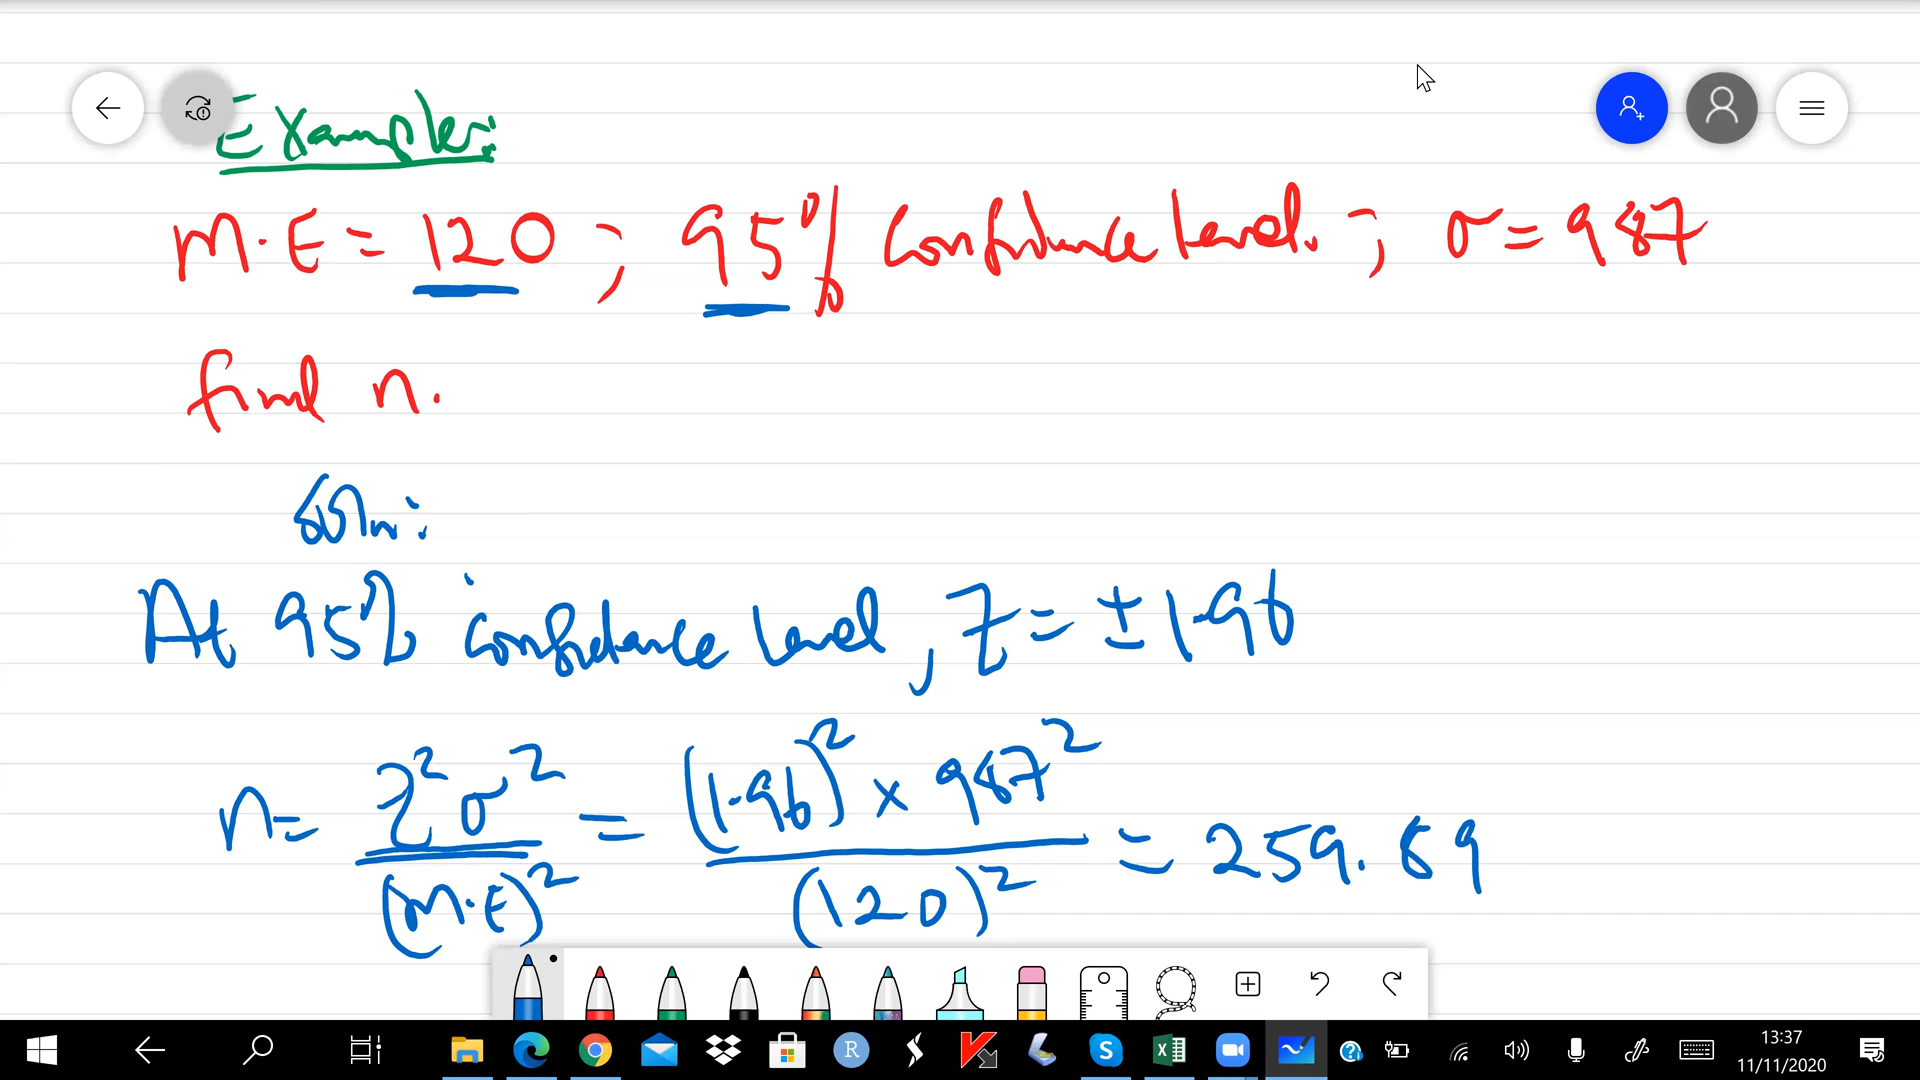 Example:
M.E = 120 ; 95% Confidence level. ; σ = 987
find n.
Soln:
At 95% confidence level, Z = ± 1.96
n = Z²σ² / (M.E)² = (1.96)² × 987² / (120)² = 259.89
13:37
11/11/2020